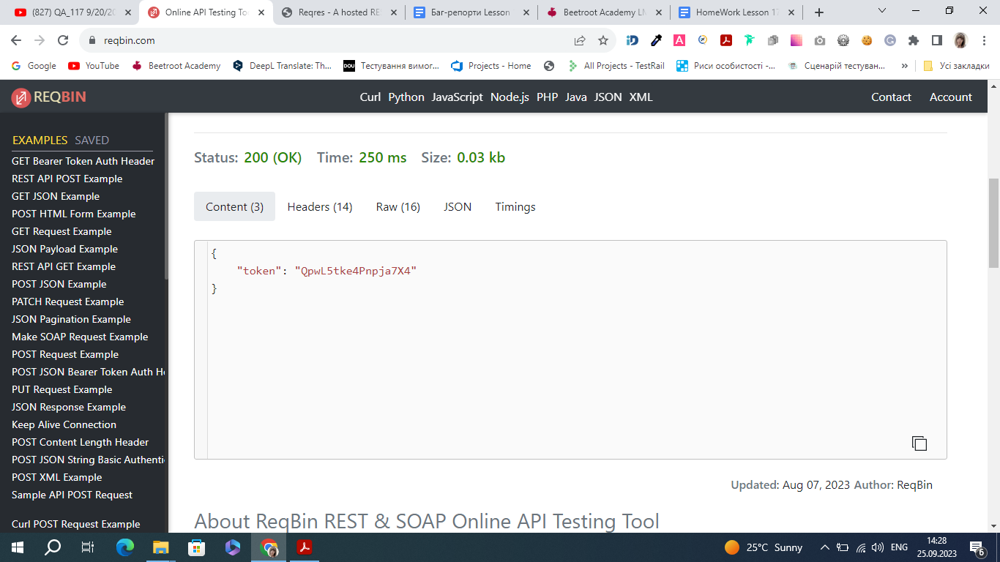 (827) QA_117 9/20/20
Online API Testing To
Reqres - A hosted RE
Баг-репорти Lesson
Beetroot Academy LM
HomeWork Lesson 17
reqbin.com
Google
YouTube
Beetroot Academy
DeepL Translate: Th...
DOU
Тестування вимог...
Projects - Home
All Projects - TestRail
Риси особистості -...
Сценарій тестуван...
»
Усі закладки
REQBIN
Curl Python JavaScript Node.js PHP Java JSON XML
Contact Account
EXAMPLES SAVED
GET Bearer Token Auth Header
REST API POST Example
GET JSON Example
POST HTML Form Example
GET Request Example
JSON Payload Example
REST API GET Example
POST JSON Example
PATCH Request Example
JSON Pagination Example
Make SOAP Request Example
POST Request Example
POST JSON Bearer Token Auth He
PUT Request Example
JSON Response Example
Keep Alive Connection
POST Content Length Header
POST JSON String Basic Authenti
POST XML Example
Sample API POST Request
Curl POST Request Example
Status: 200 (OK) Time: 250 ms Size: 0.03 kb
Content (3) Headers (14) Raw (16) JSON Timings
{
"token": "QpwL5tke4Pnpja7X4"
}
Updated: Aug 07, 2023 Author: ReqBin
About ReqBin REST & SOAP Online API Testing Tool
25°C Sunny
ENG
14:28
25.09.2023
6